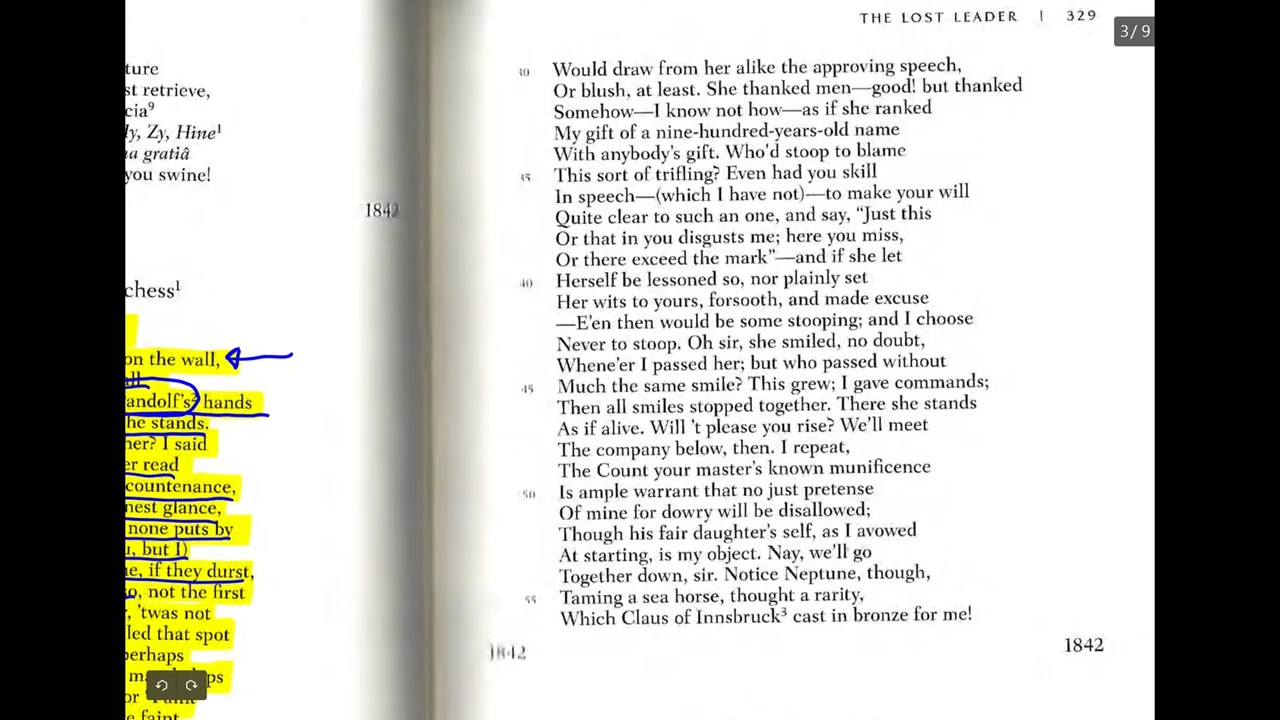 ture
st retrieve,
cia⁹
ly, Zy, Hine¹
a gratiâ
you swine!
1842
chess¹
on the wall,
andolf's² hands
he stands.
her? I said
er read
countenance,
nest glance,
none puts by
u, but I)
e, if they durst,
so, not the first
, 'twas not
led that spot
perhaps
ps
or
e faint
THE LOST LEADER | 329
3/9
30 Would draw from her alike the approving speech,
Or blush, at least. She thanked men—good! but thanked
Somehow—I know not how—as if she ranked
My gift of a nine-hundred-years-old name
With anybody's gift. Who'd stoop to blame
35 This sort of trifling? Even had you skill
In speech—(which I have not)—to make your will
Quite clear to such an one, and say, “Just this
Or that in you disgusts me; here you miss,
Or there exceed the mark”—and if she let
40 Herself be lessoned so, nor plainly set
Her wits to yours, forsooth, and made excuse
—E'en then would be some stooping; and I choose
Never to stoop. Oh sir, she smiled, no doubt,
Whene'er I passed her; but who passed without
45 Much the same smile? This grew; I gave commands;
Then all smiles stopped together. There she stands
As if alive. Will 't please you rise? We'll meet
The company below, then. I repeat,
The Count your master's known munificence
50 Is ample warrant that no just pretense
Of mine for dowry will be disallowed;
Though his fair daughter's self, as I avowed
At starting, is my object. Nay, we'll go
Together down, sir. Notice Neptune, though,
55 Taming a sea horse, thought a rarity,
Which Claus of Innsbruck³ cast in bronze for me!
1842 1842